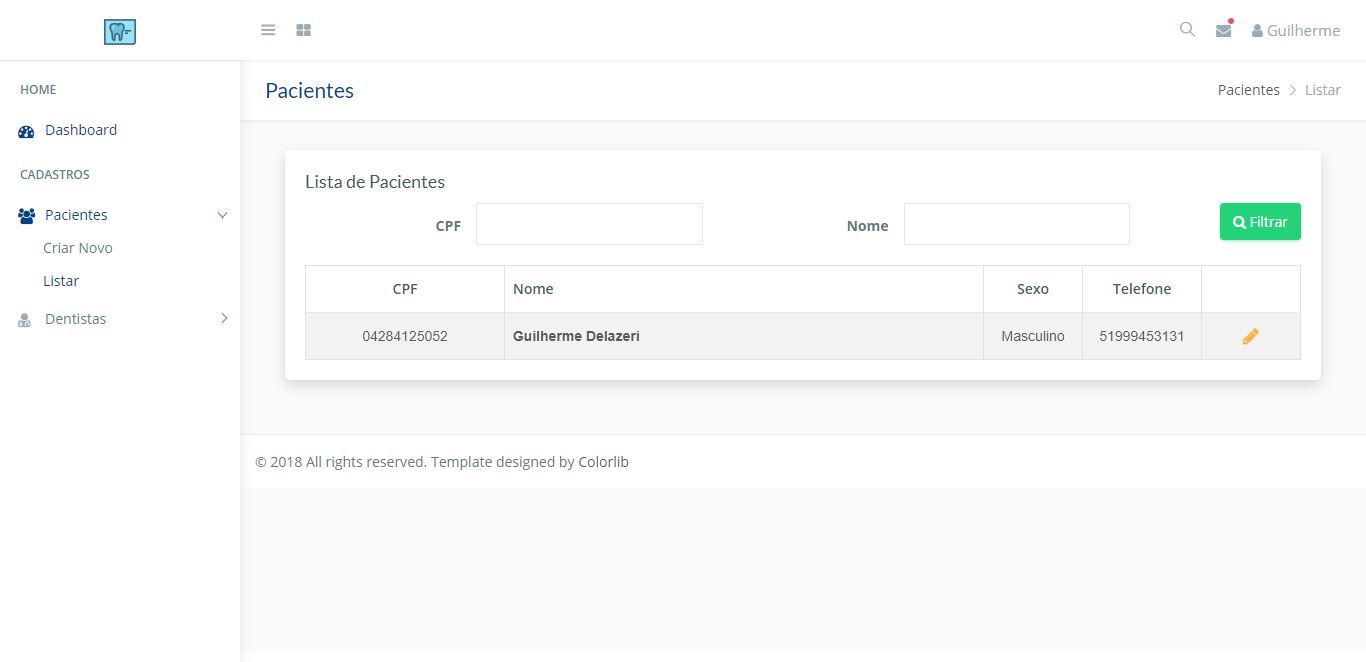 Guilherme
HOME
Dashboard
CADASTROS
Pacientes
Criar Novo
Listar
Dentistas
Pacientes
Pacientes Listar
Lista de Pacientes
CPF Nome Filtrar
CPF Nome Sexo Telefone
04284125052 Guilherme Delazeri Masculino 51999453131
© 2018 All rights reserved. Template designed by Colorlib